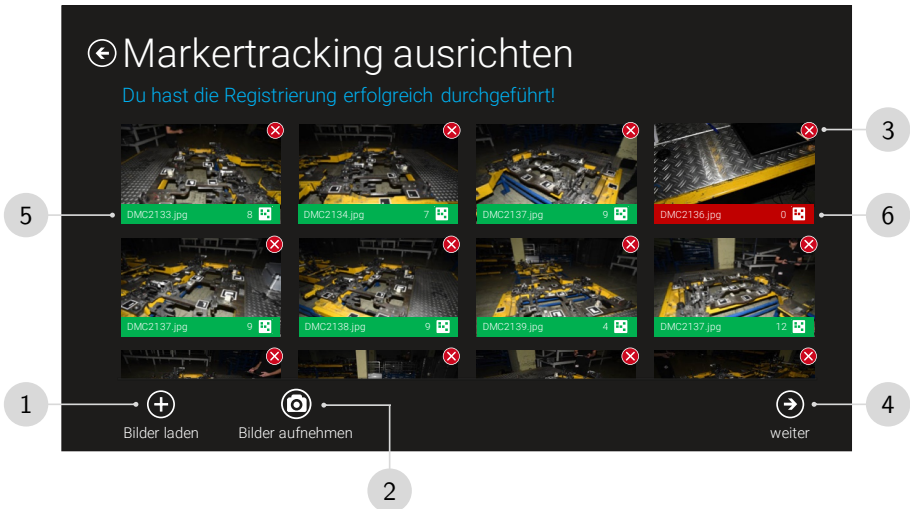 Markertracking ausrichten
Du hast die Registrierung erfolgreich durchgeführt!
3
5
DMC2133.jpg 8
DMC2134.jpg 7
DMC2137.jpg 9
DMC2136.jpg 0
6
DMC2137.jpg 9
DMC2138.jpg 9
DMC2139.jpg 4
DMC2137.jpg 12
1
4
Bilder laden
Bilder aufnehmen
weiter
2